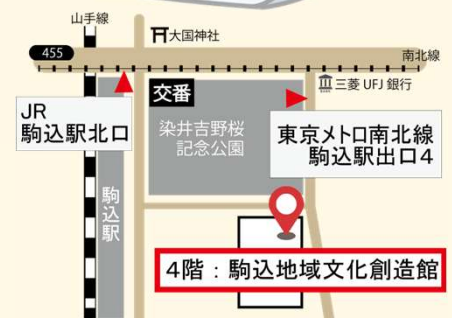 山手線
大国神社
455
南北線
三菱 UFJ 銀行
交番
JR
駒込駅北口
染井吉野桜
記念公園
東京メトロ南北線
駒込駅出口4
駒込駅
4階：駒込地域文化創造館